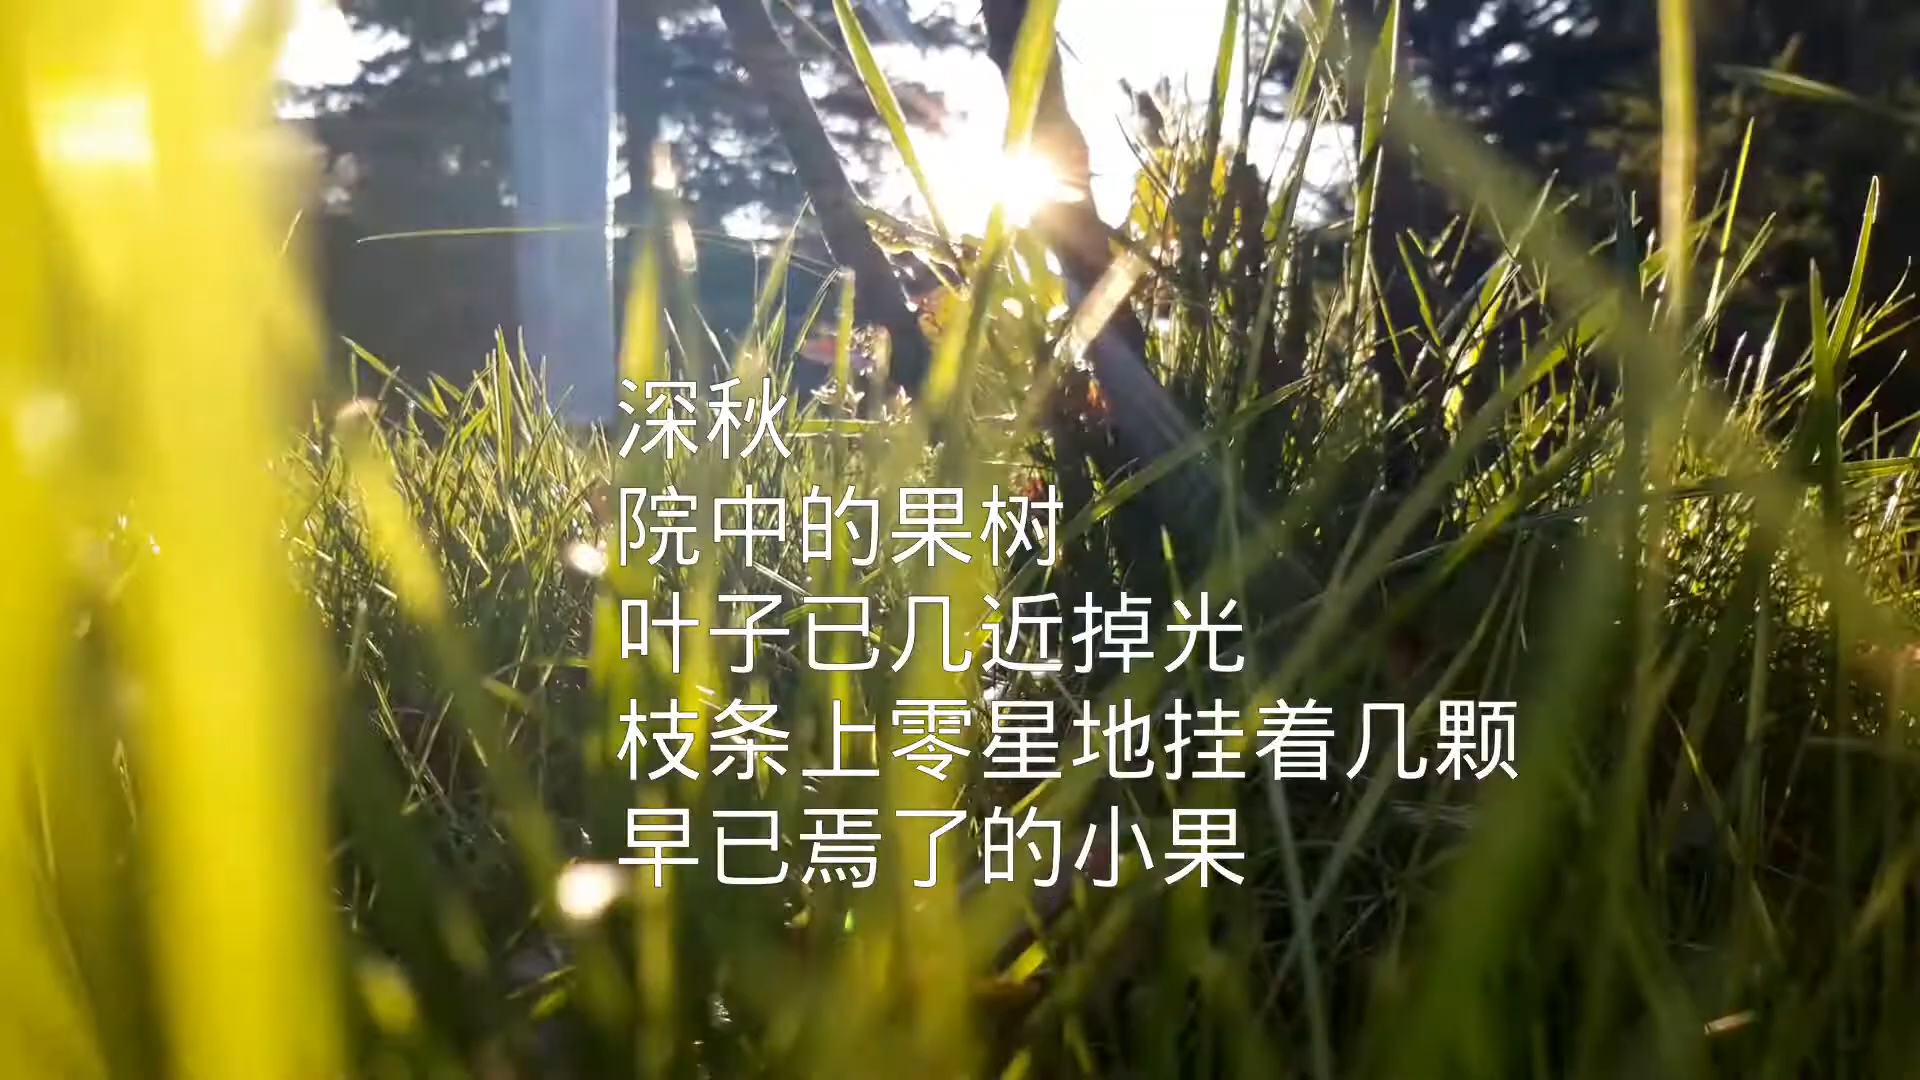 深秋
院中的果树
叶子已几近掉光
枝条上零星地挂着几颗
早已焉了的小果